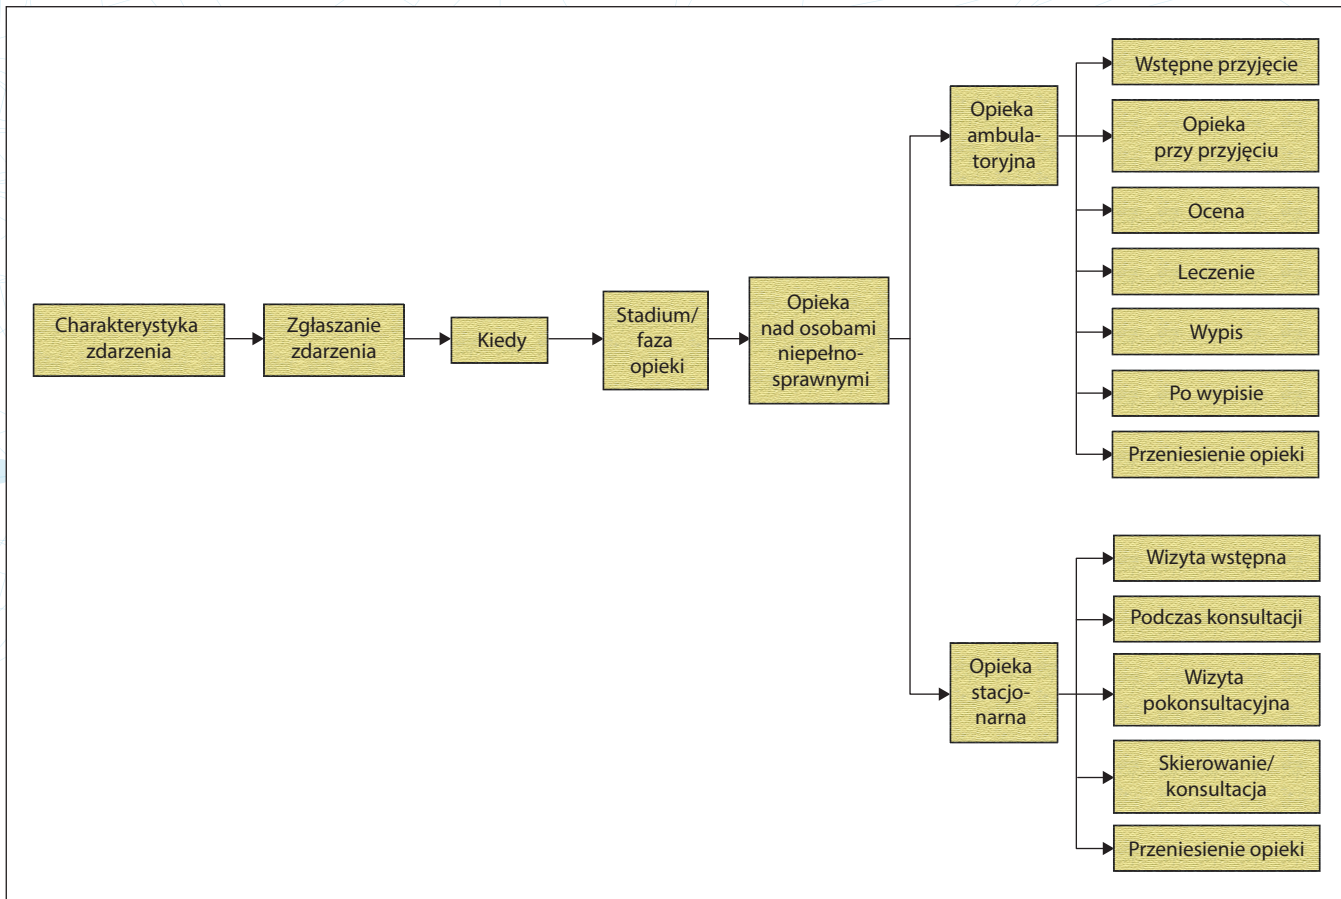 Charakterystyka
zdarzenia
Zgłaszanie
zdarzenia
Kiedy
Stadium/
faza
opieki
Opieka
nad osobami
niepełno-
sprawnymi
Opieka
ambula-
toryjna
Wstępne przyjęcie
Opieka
przy przyjęciu
Ocena
Leczenie
Wypis
Po wypisie
Przeniesienie opieki
Opieka
stacjo-
narna
Wizyta wstępna
Podczas konsultacji
Wizyta
pokonsultacyjna
Skierowanie/
konsultacja
Przeniesienie opieki